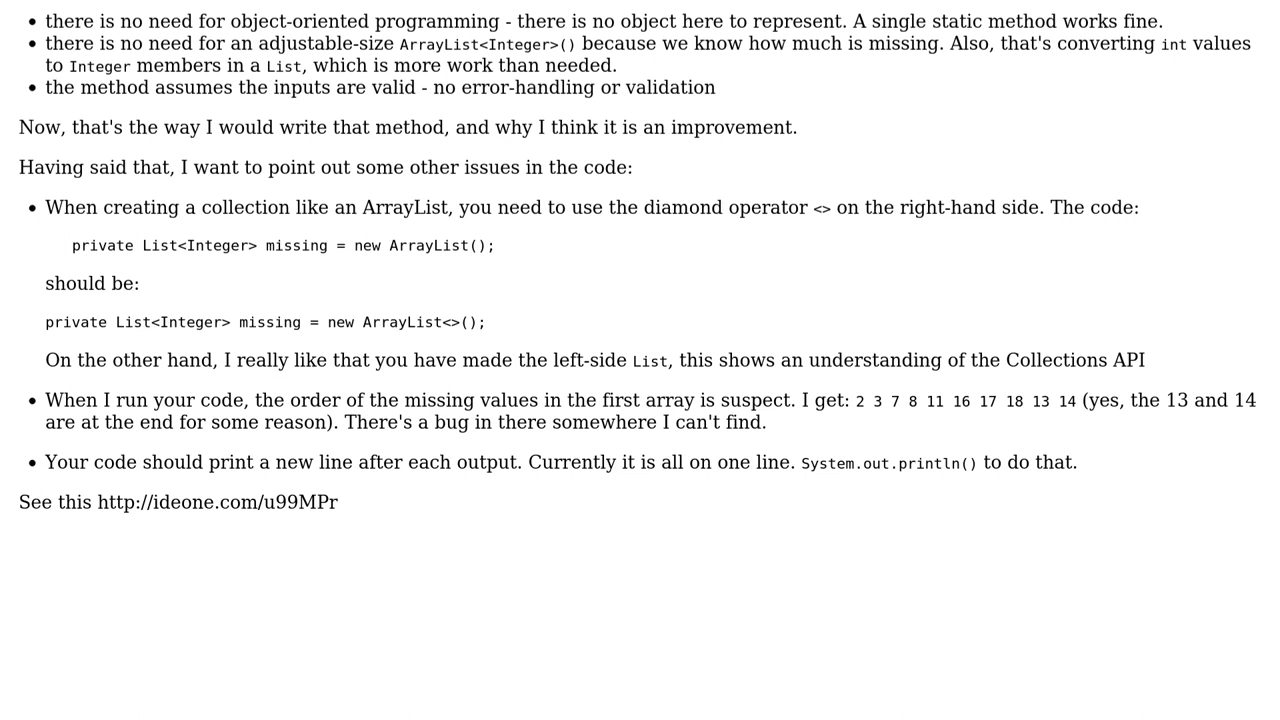 • there is no need for object-oriented programming - there is no object here to represent. A single static method works fine.
• there is no need for an adjustable-size ArrayList<Integer>() because we know how much is missing. Also, that's converting int values
to Integer members in a List, which is more work than needed.
• the method assumes the inputs are valid - no error-handling or validation
Now, that's the way I would write that method, and why I think it is an improvement.
Having said that, I want to point out some other issues in the code:
• When creating a collection like an ArrayList, you need to use the diamond operator <> on the right-hand side. The code:
private List<Integer> missing = new ArrayList();
should be:
private List<Integer> missing = new ArrayList<>();
On the other hand, I really like that you have made the left-side List, this shows an understanding of the Collections API
• When I run your code, the order of the missing values in the first array is suspect. I get: 2 3 7 8 11 16 17 18 13 14 (yes, the 13 and 14
are at the end for some reason). There's a bug in there somewhere I can't find.
• Your code should print a new line after each output. Currently it is all on one line. System.out.println() to do that.
See this http://ideone.com/u99MPr